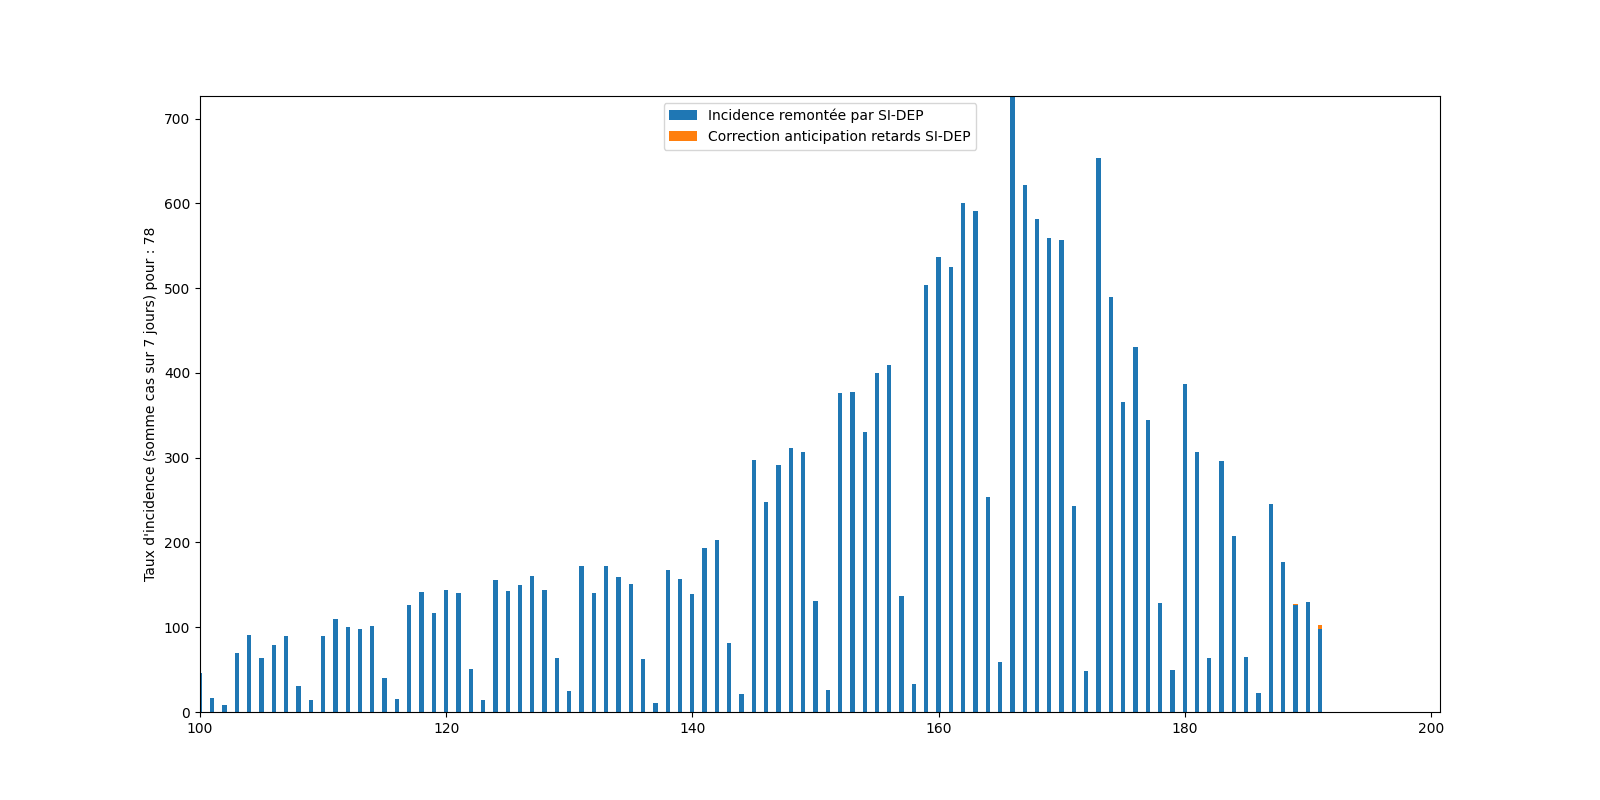 Incidence remontée par SI-DEP
Correction anticipation retards SI-DEP
Taux d'incidence (somme cas sur 7 jours) pour : 78
700
600
500
400
300
200
100
0
100 120 140 160 180 200